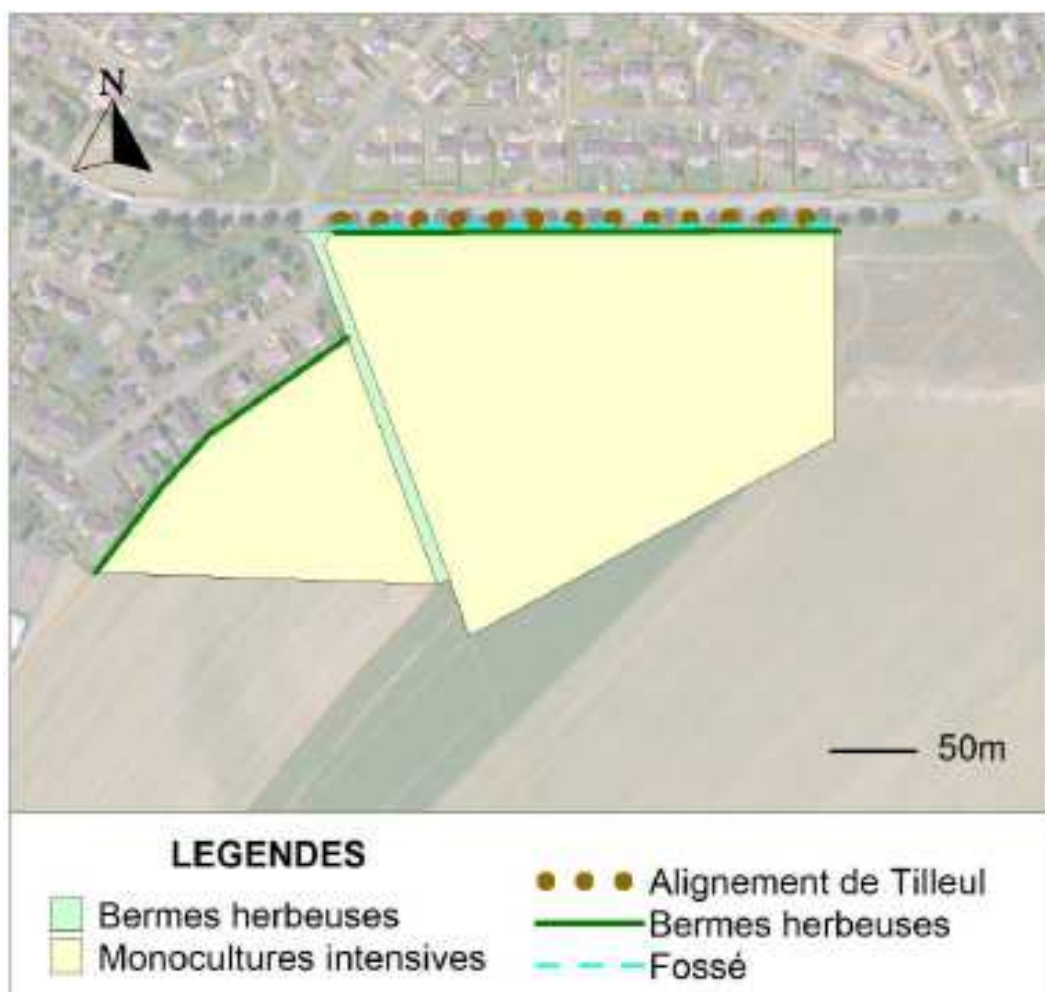 N
50m
LEGENDES
Bermes herbeuses
Monocultures intensives
Alignement de Tilleul
Bermes herbeuses
Fossé